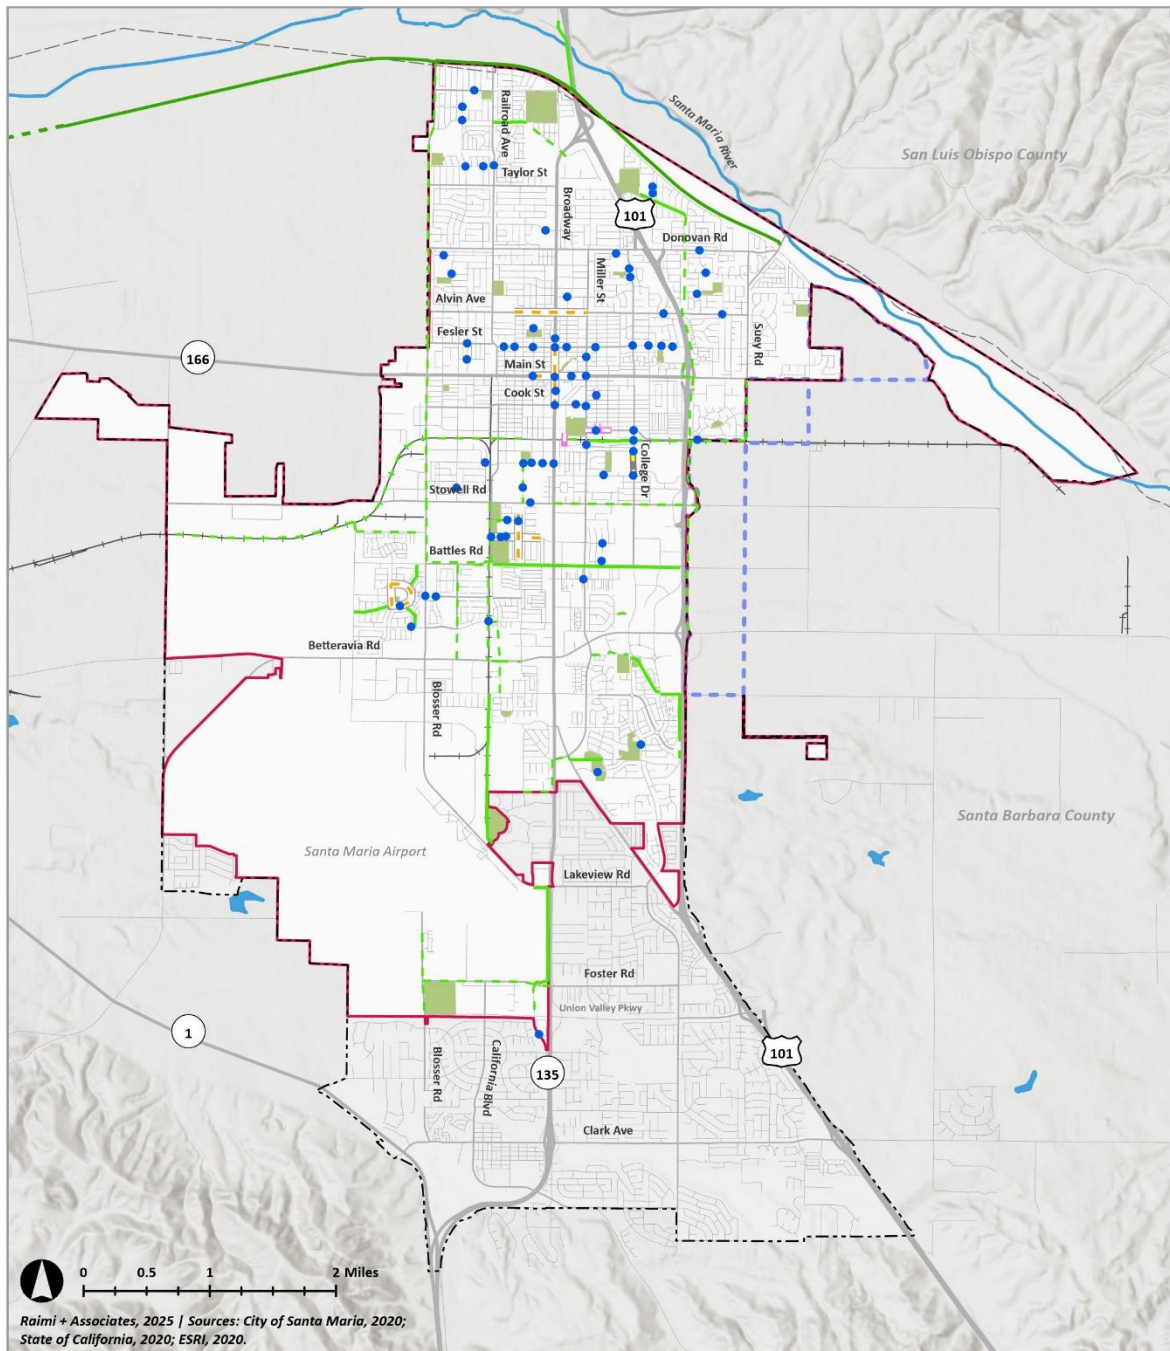 Santa Maria River
San Luis Obispo County
Railroad Ave
Taylor St
Broadway
101
Donovan Rd
Miller St
Alvin Ave
Suey Rd
Fesler St
166
Main St
Cook St
College Dr
Stowell Rd
Battles Rd
Betteravia Rd
Blosser Rd
Santa Barbara County
Santa Maria Airport
Lakeview Rd
Foster Rd
Union Valley Pkwy
1
Blosser Rd
California Blvd
135
101
Clark Ave
0 0.5 1 2 Miles
Raimi + Associates, 2025 | Sources: City of Santa Maria, 2020;
State of California, 2020; ESRI, 2020.